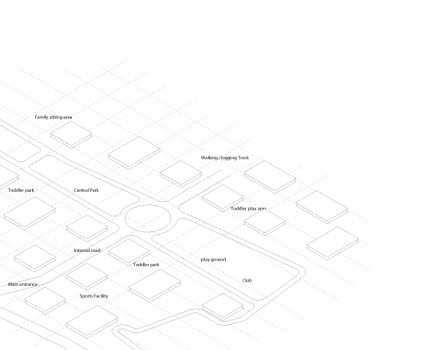 Family sitting area
Walking /Jogging Track
Toddler park
Central Park
Toddler play area
Internal road
play ground
Toddler park
Club
Main entrance
Sports Facility